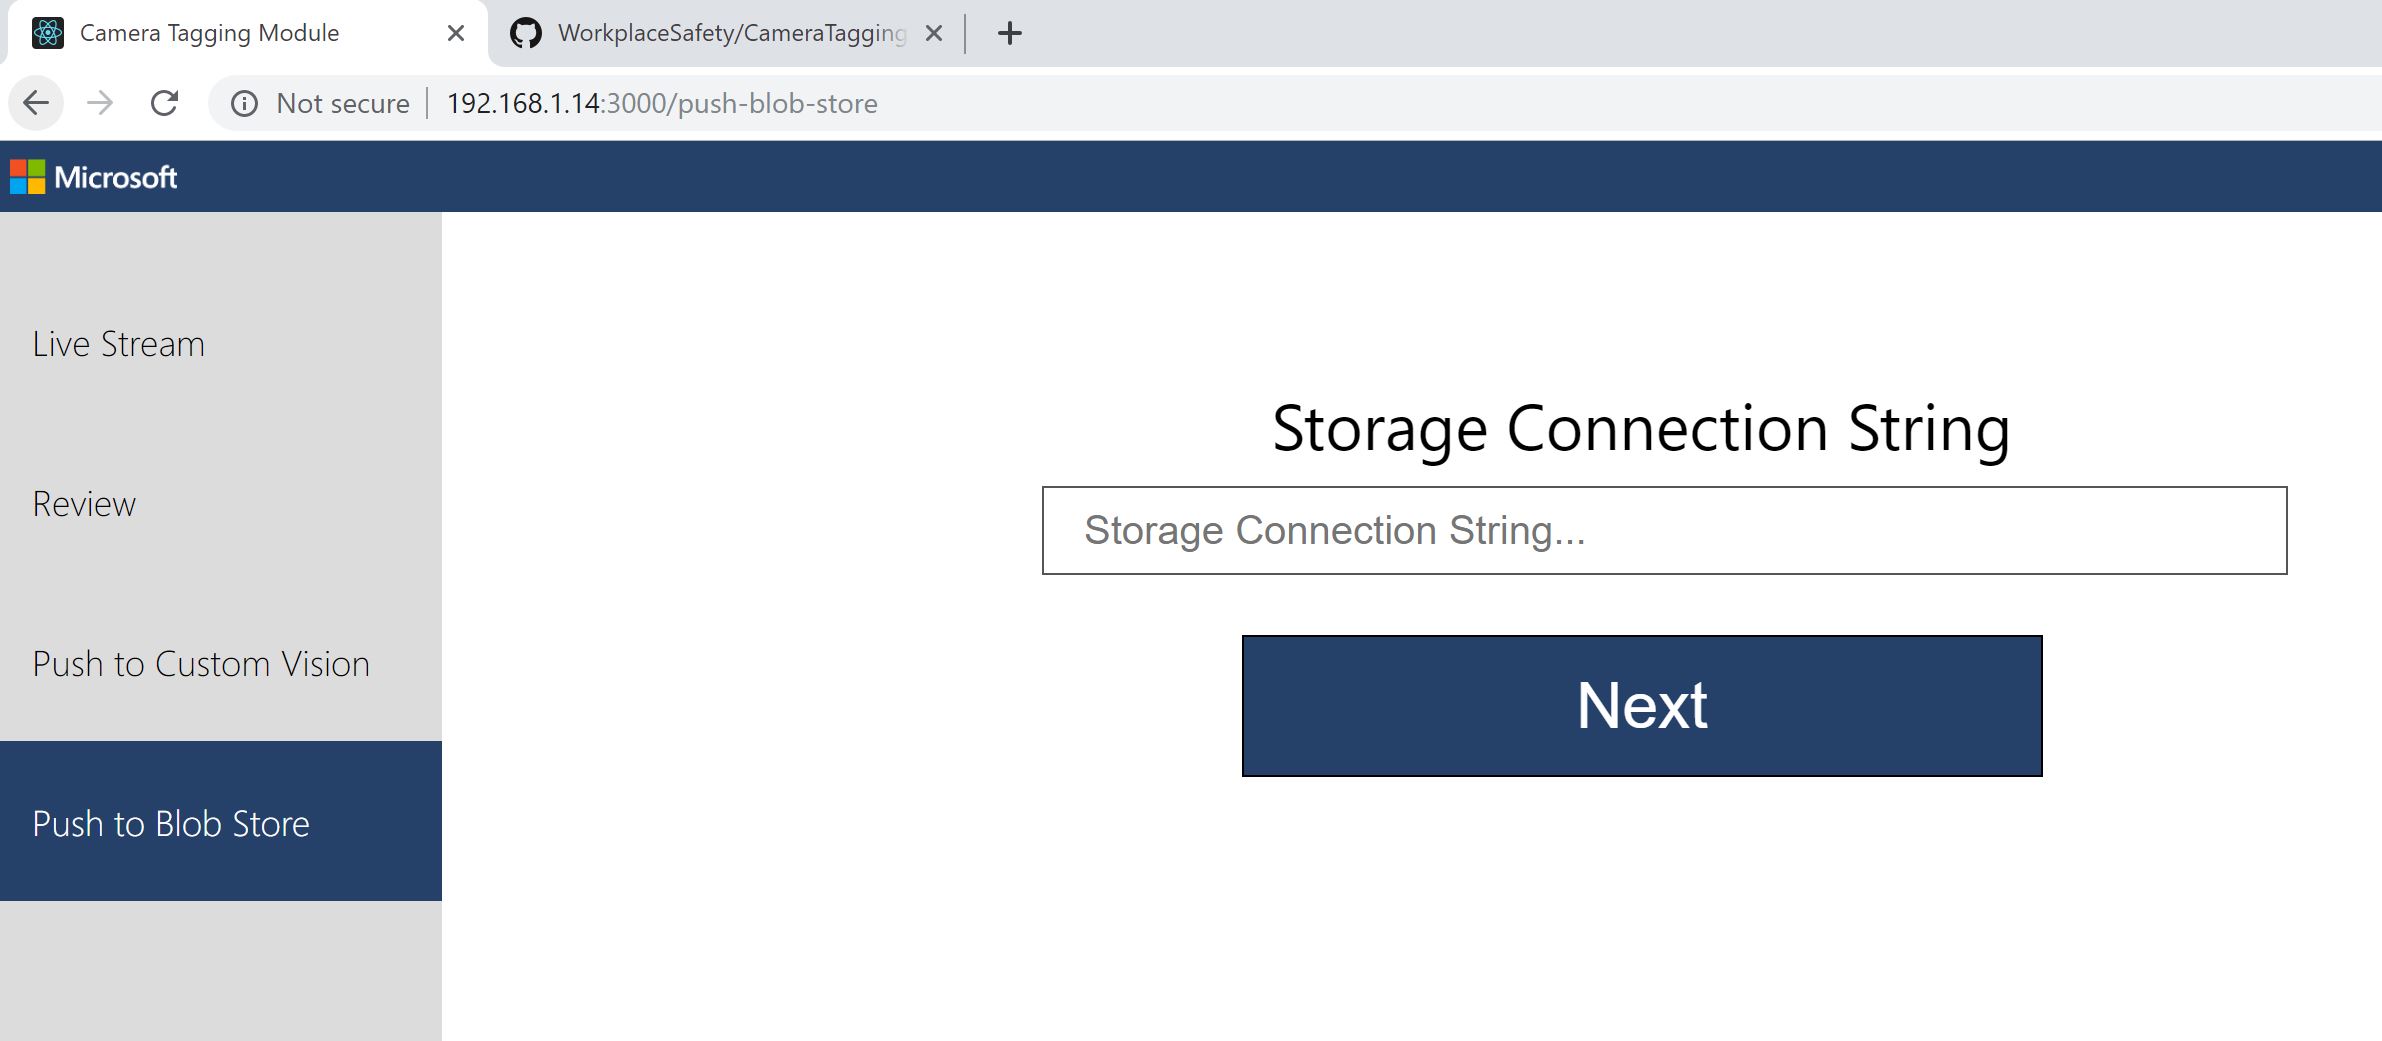 Camera Tagging Module
WorkplaceSafety/CameraTagging
Not secure
192.168.1.14:3000/push-blob-store
Microsoft
Live Stream
Review
Push to Custom Vision
Push to Blob Store
Storage Connection String
Storage Connection String...
Next